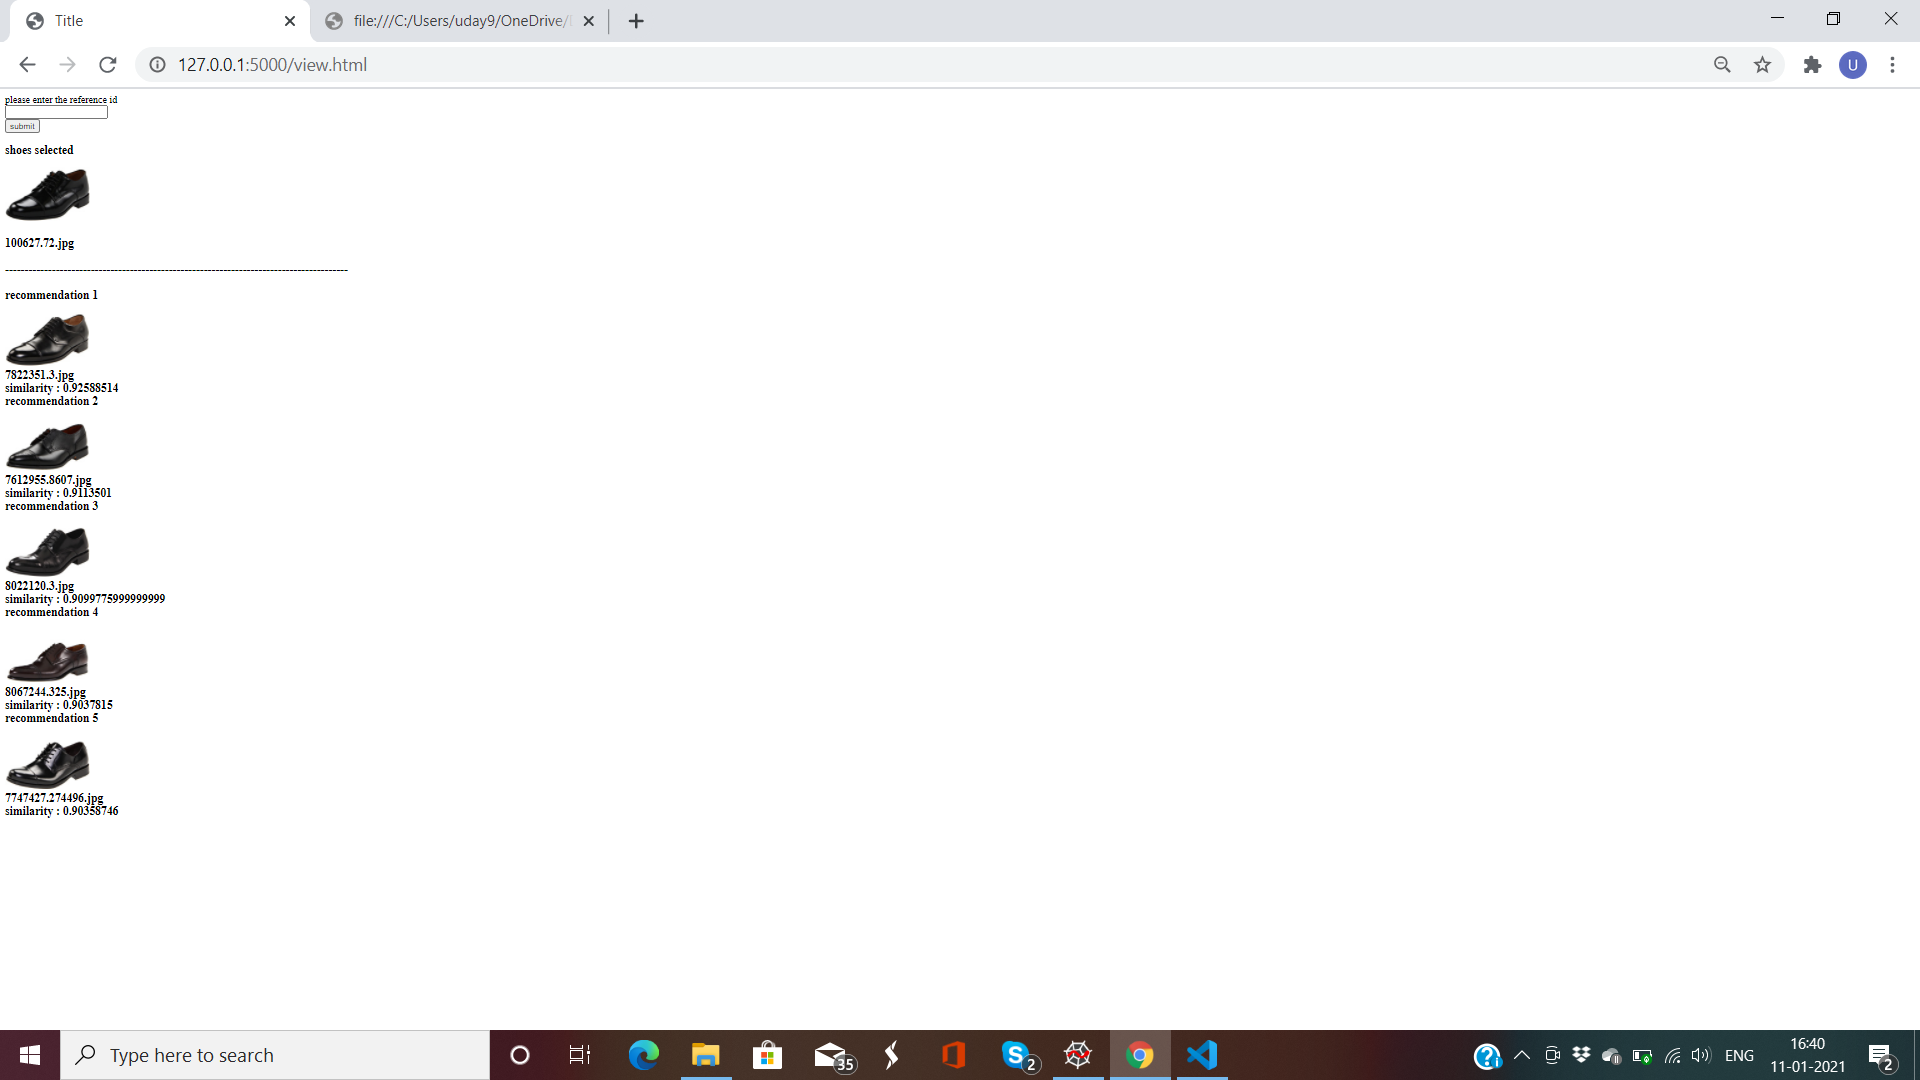 Title
file:///C:/Users/uday9/OneDrive/
127.0.0.1:5000/view.html
U
please enter the reference id
submit
shoes selected
100627.72.jpg
----------------------------------------------------------------------------------------
recommendation 1
7822351.3.jpg
similarity : 0.92588514
recommendation 2
7612955.8607.jpg
similarity : 0.9113501
recommendation 3
8022120.3.jpg
similarity : 0.9099775999999999
recommendation 4
8067244.325.jpg
similarity : 0.9037815
recommendation 5
7747427.274496.jpg
similarity : 0.90358746
Type here to search
35
2
ENG
16:40
11-01-2021
2